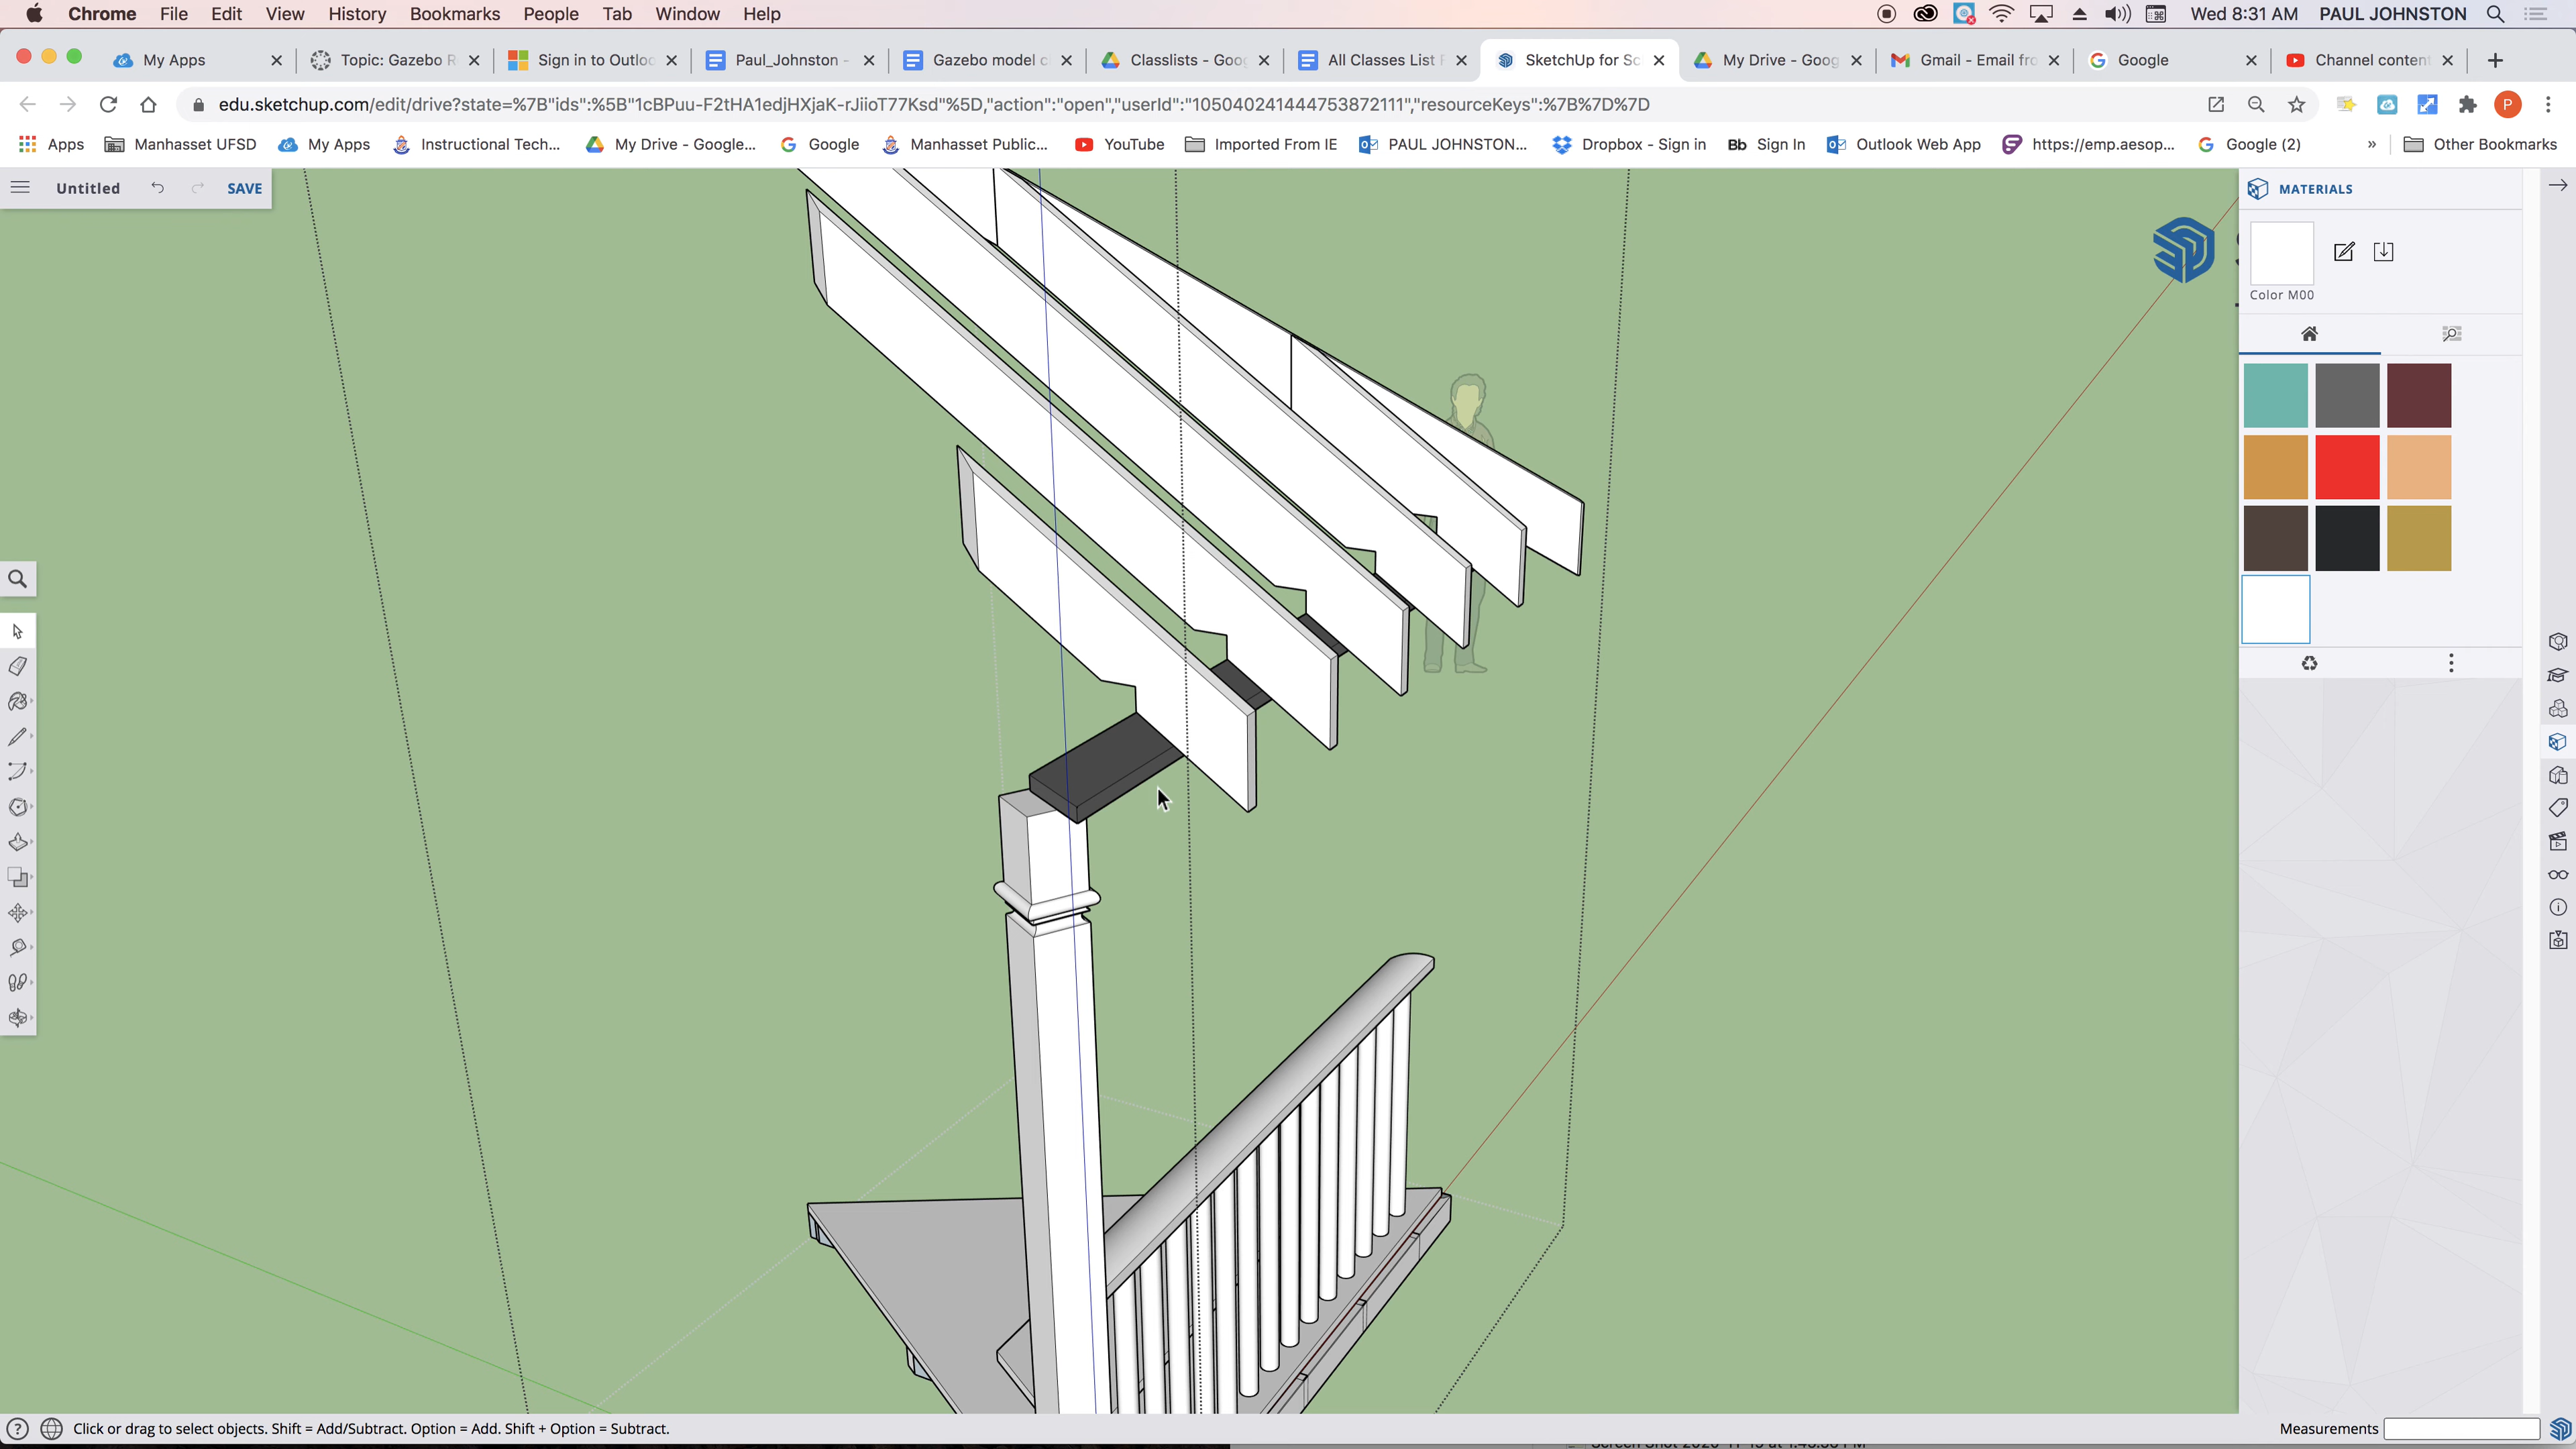 Chrome File Edit View History Bookmarks People Tab Window Help Wed 8:31 AM PAUL JOHNSTON
My Apps Topic: Gazebo R Sign in to Outloo Paul_Johnston - Gazebo model c Classlists - Goog All Classes List F SketchUp for Sc My Drive - Goog Gmail - Email fro Google Channel content
edu.sketchup.com/edit/drive?state=%7B"ids":%5B"1cBPuu-F2tHA1edjHXjaK-rJiioT77Ksd"%5D,"action":"open","userId":"105040241444753872111","resourceKeys":%7B%7D%7D P
Apps Manhasset UFSD My Apps Instructional Tech... My Drive - Google... Google Manhasset Public... YouTube Imported From IE PAUL JOHNSTON... Dropbox - Sign in Bb Sign In Outlook Web App https://emp.aesop... Google (2) » Other Bookmarks
Untitled SAVE MATERIALS
Color M00
Click or drag to select objects. Shift = Add/Subtract. Option = Add. Shift + Option = Subtract. Measurements